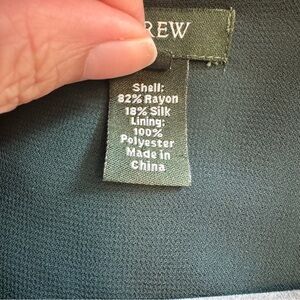 REW
Shell:
82% Rayon
18% Silk
Lining:
100%
Polyester
Made in
China